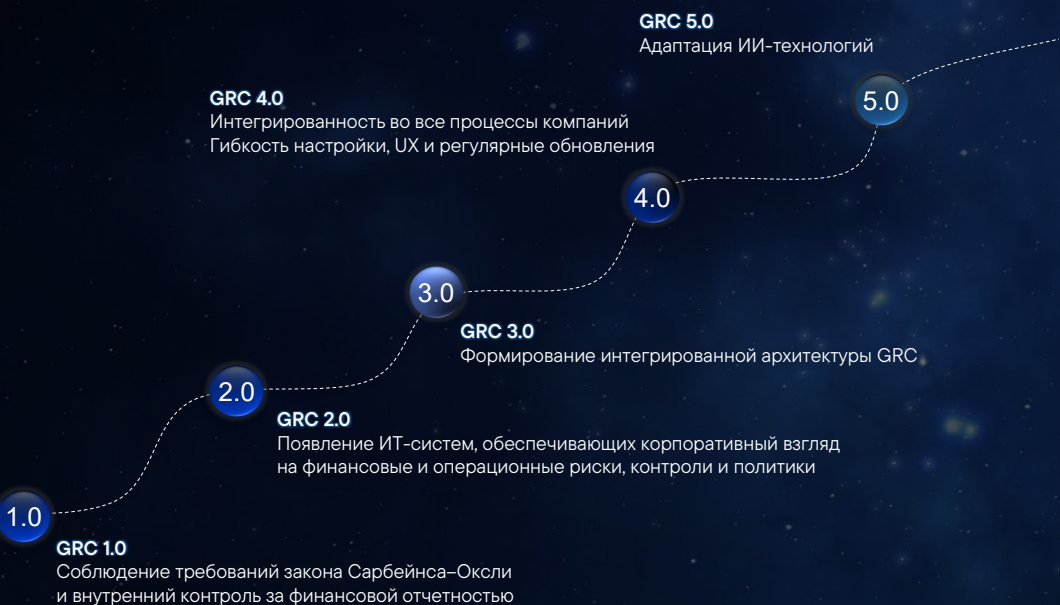 GRC 5.0
Адаптация ИИ-технологий
5.0
GRC 4.0
Интегрированность во все процессы компаний
Гибкость настройки, UX и регулярные обновления
4.0
3.0
GRC 3.0
Формирование интегрированной архитектуры GRC
2.0
GRC 2.0
Появление ИТ-систем, обеспечивающих корпоративный взгляд
на финансовые и операционные риски, контроли и политики
1.0
GRC 1.0
Соблюдение требований закона Сарбейнса–Оксли
и внутренний контроль за финансовой отчетностью